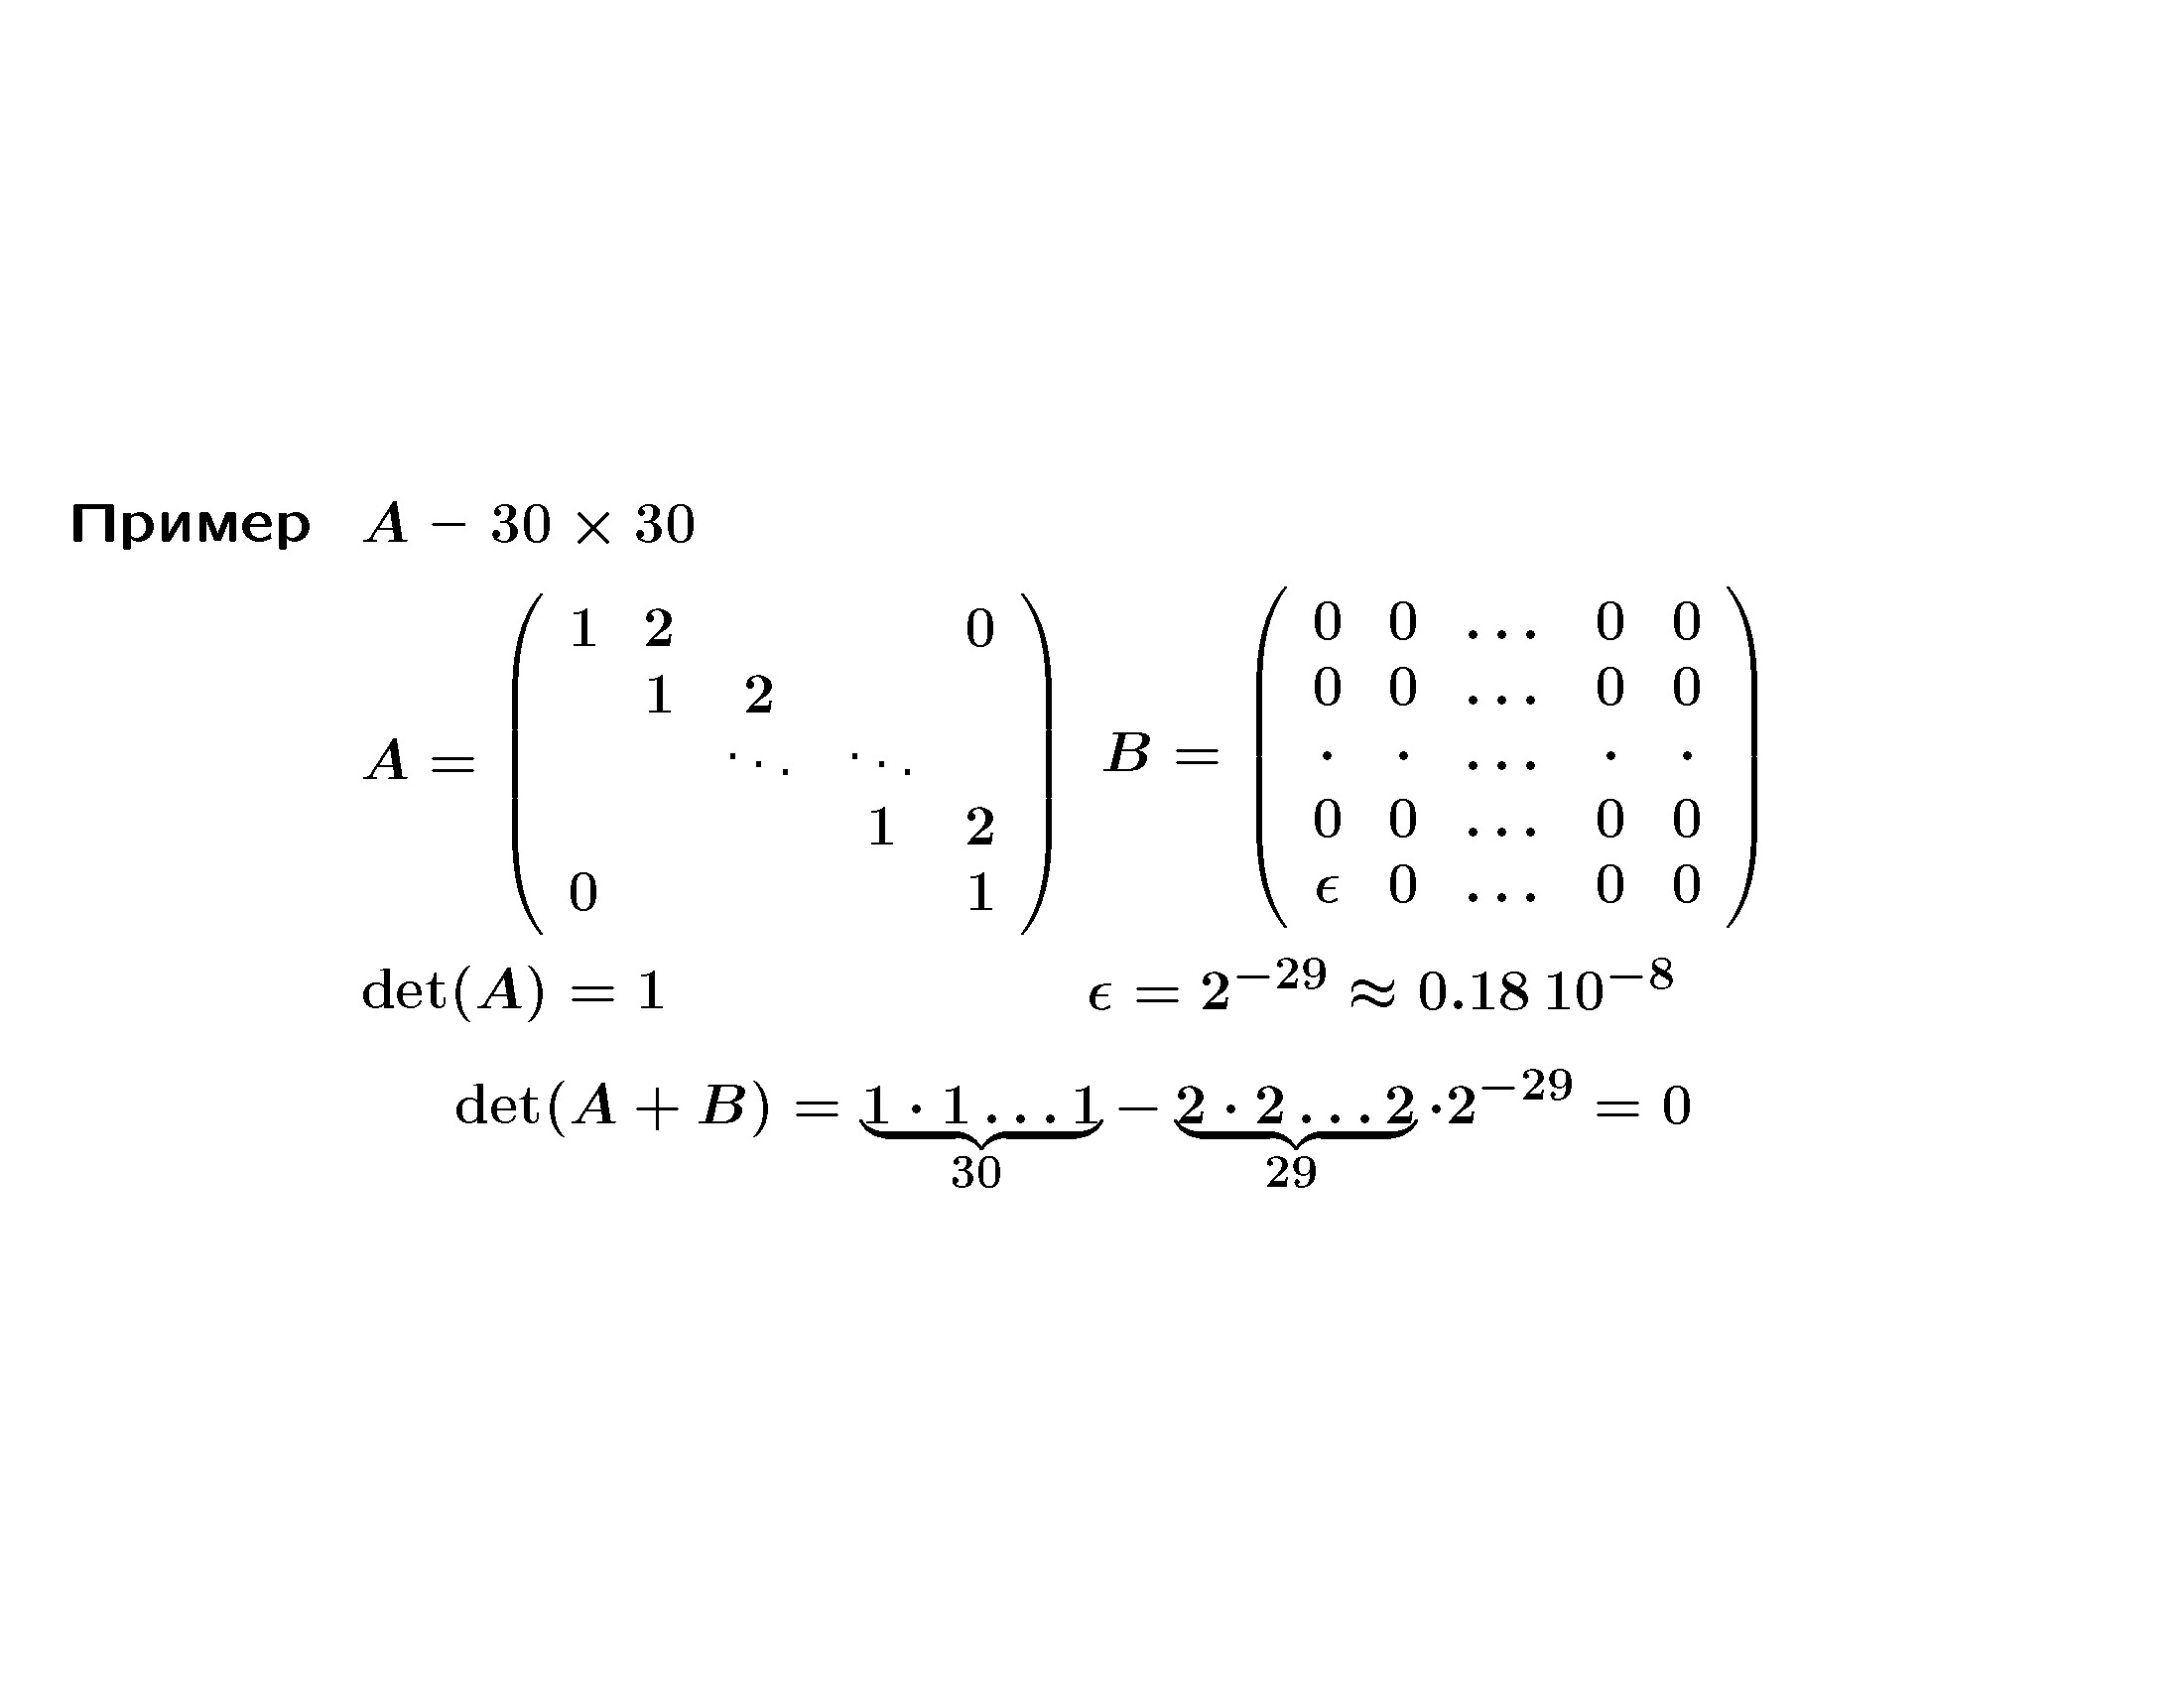 Пример A – 30 × 30
A = ( 1 2 0
1 2
⋱ ⋱
1 2
0 1 )
B = ( 0 0 … 0 0
0 0 … 0 0
· · … · ·
0 0 … 0 0
ϵ 0 … 0 0 )
det(A) = 1
ϵ = 2^{−29} ≈ 0.18 10^{−8}
det(A + B) = \underbrace{1 · 1 … 1}_{30} − \underbrace{2 · 2 … 2}_{29} · 2^{−29} = 0